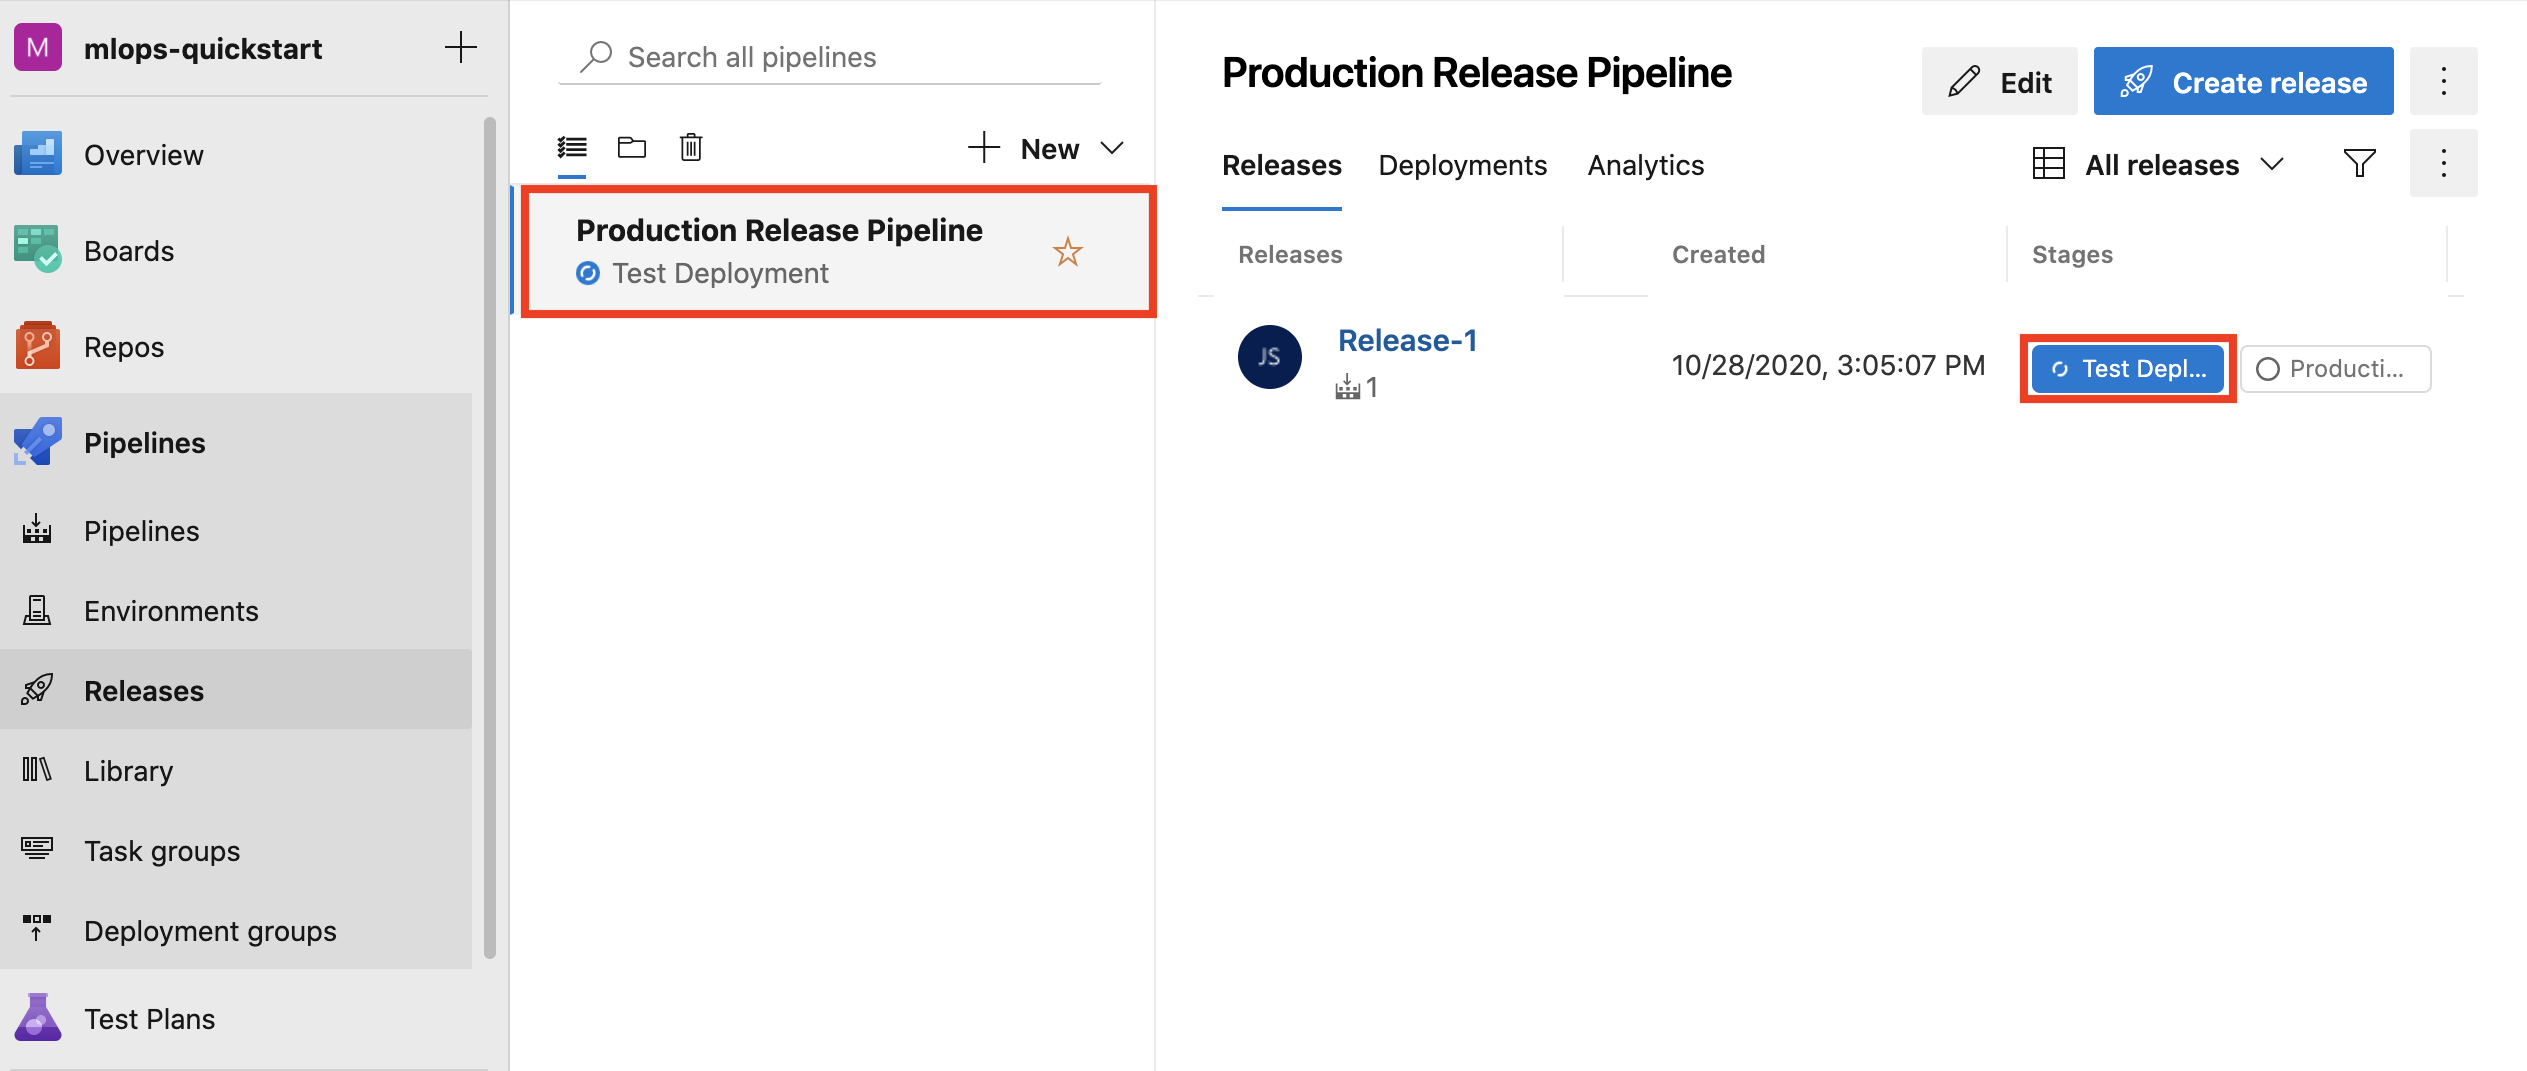 M mlops-quickstart
Overview
Boards
Repos
Pipelines
Pipelines
Environments
Releases
Library
Task groups
Deployment groups
Test Plans
Search all pipelines
New
Production Release Pipeline
Test Deployment
Production Release Pipeline
Edit
Create release
Releases Deployments Analytics
All releases
Releases Created Stages
JS Release-1
1
10/28/2020, 3:05:07 PM
Test Depl...
Producti...